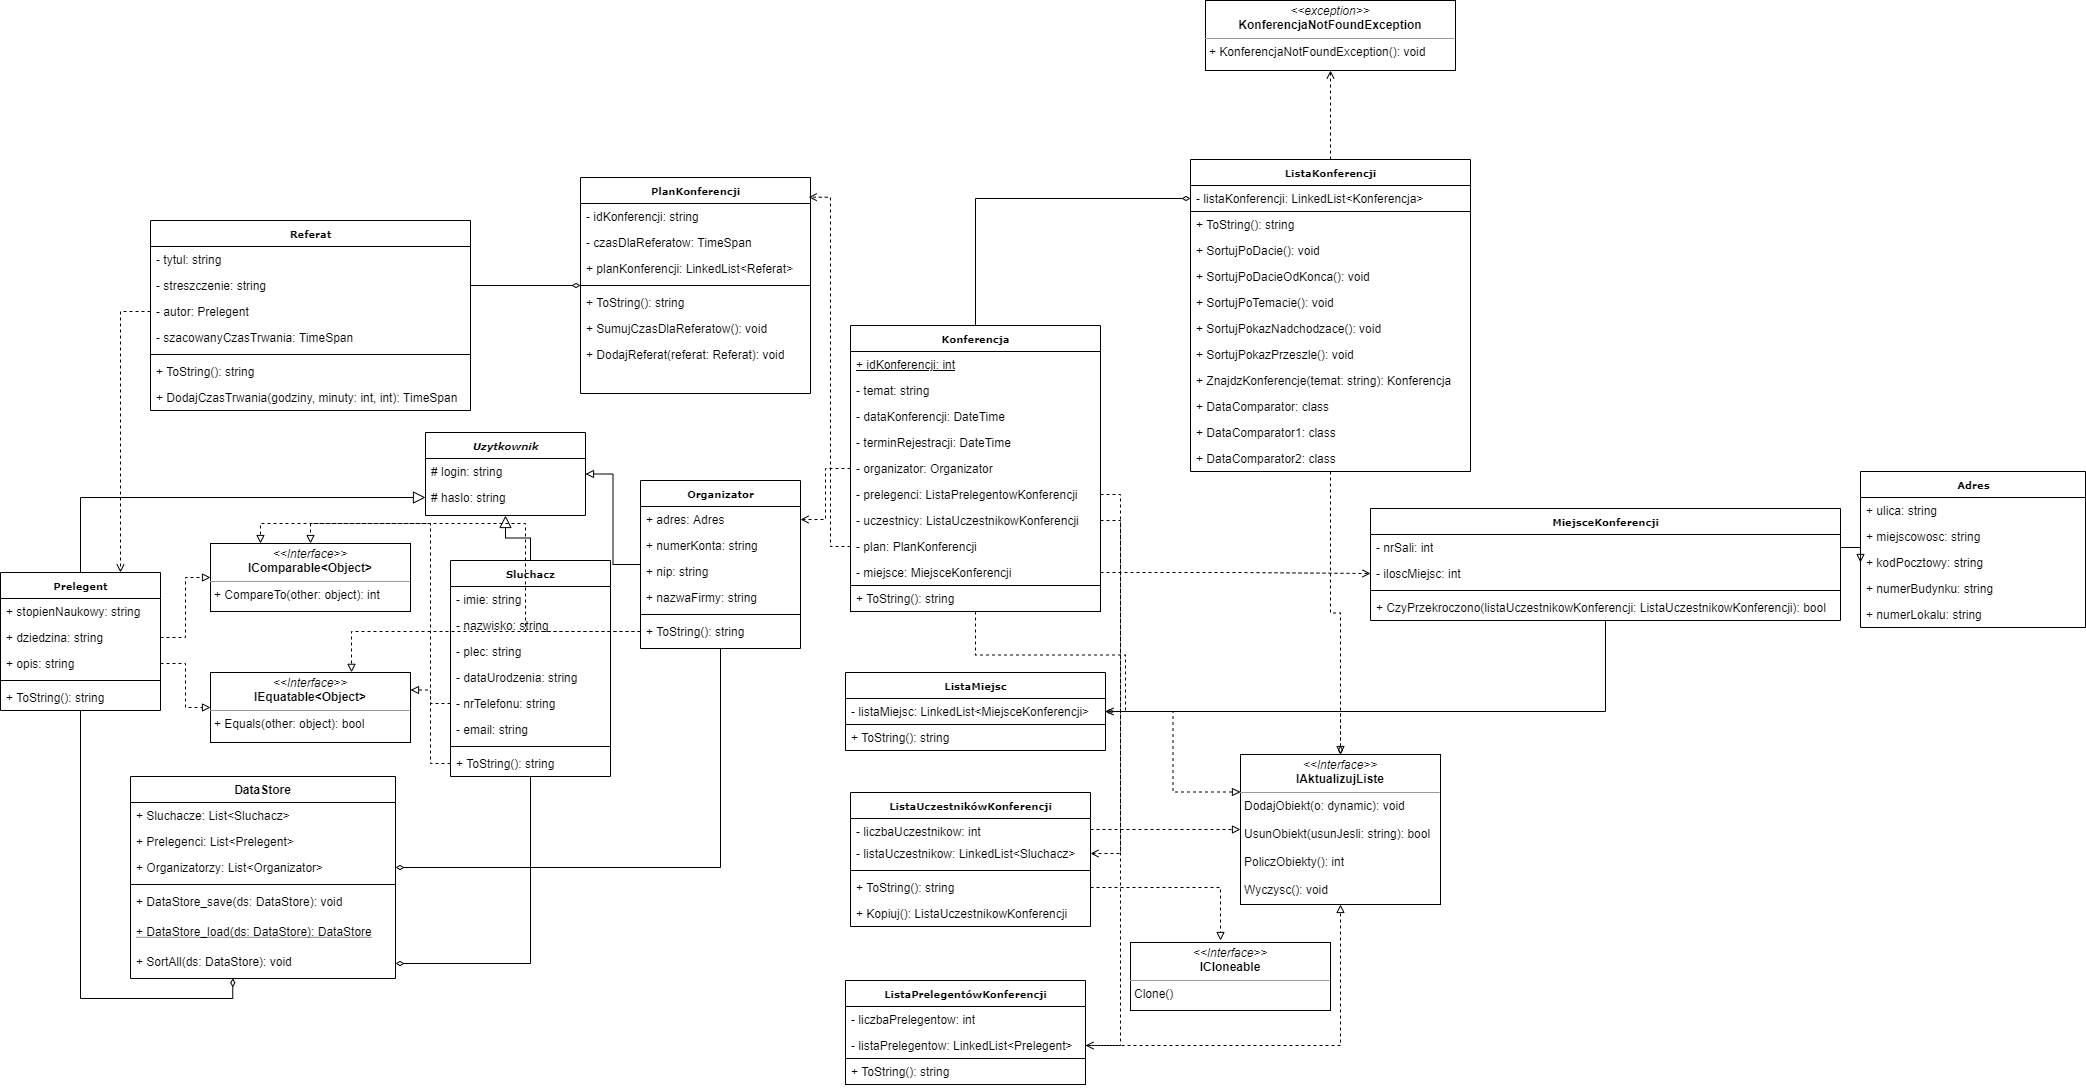 <<exception>>
KonferencjaNotFoundException
+ KonferencjaNotFoundException(): void
ListaKonferencji
- listaKonferencji: LinkedList<Konferencja>
+ ToString(): string
+ SortujPoDacie(): void
+ SortujPoDacieOdKonca(): void
+ SortujPoTemacie(): void
+ SortujPokazNadchodzace(): void
+ SortujPokazPrzeszle(): void
+ ZnajdzKonferencje(temat: string): Konferencja
+ DataComparator: class
+ DataComparator1: class
+ DataComparator2: class
PlanKonferencji
- idKonferencji: string
- czasDlaReferatow: TimeSpan
+ planKonferencji: LinkedList<Referat>
+ ToString(): string
+ SumujCzasDlaReferatow(): void
+ DodajReferat(referat: Referat): void
Referat
- tytul: string
- streszczenie: string
- autor: Prelegent
- szacowanyCzasTrwania: TimeSpan
+ ToString(): string
+ DodajCzasTrwania(godziny, minuty: int, int): TimeSpan
Konferencja
+ idKonferencji: int
- temat: string
- dataKonferencji: DateTime
- terminRejestracji: DateTime
- organizator: Organizator
- prelegenci: ListaPrelegentowKonferencji
- uczestnicy: ListaUczestnikowKonferencji
- plan: PlanKonferencji
- miejsce: MiejsceKonferencji
+ ToString(): string
Uzytkownik
# login: string
# haslo: string
Organizator
+ adres: Adres
+ numerKonta: string
+ nip: string
+ nazwaFirmy: string
+ ToString(): string
MiejsceKonferencji
- nrSali: int
- iloscMiejsc: int
+ CzyPrzekroczono(listaUczestnikowKonferencji: ListaUczestnikowKonferencji): bool
Adres
+ ulica: string
+ miejscowosc: string
+ kodPocztowy: string
+ numerBudynku: string
+ numerLokalu: string
<<Interface>>
IComparable<Object>
+ CompareTo(other: object): int
Sluchacz
- imie: string
- nazwisko: string
- plec: string
- dataUrodzenia: string
- nrTelefonu: string
- email: string
+ ToString(): string
Prelegent
+ stopienNaukowy: string
+ dziedzina: string
+ opis: string
+ ToString(): string
<<Interface>>
IEquatable<Object>
+ Equals(other: object): bool
ListaMiejsc
- listaMiejsc: LinkedList<MiejsceKonferencji>
+ ToString(): string
<<Interface>>
IAktualizujListe
DodajObiekt(o: dynamic): void
UsunObiekt(usunJesli: string): bool
PoliczObiekty(): int
Wyczysc(): void
DataStore
+ Sluchacze: List<Sluchacz>
+ Prelegenci: List<Prelegent>
+ Organizatorzy: List<Organizator>
+ DataStore_save(ds: DataStore): void
+ DataStore_load(ds: DataStore): DataStore
+ SortAll(ds: DataStore): void
ListaUczestnikówKonferencji
- liczbaUczestnikow: int
- listaUczestnikow: LinkedList<Sluchacz>
+ ToString(): string
+ Kopiuj(): ListaUczestnikowKonferencji
<<Interface>>
ICloneable
Clone()
ListaPrelegentówKonferencji
- liczbaPrelegentow: int
- listaPrelegentow: LinkedList<Prelegent>
+ ToString(): string